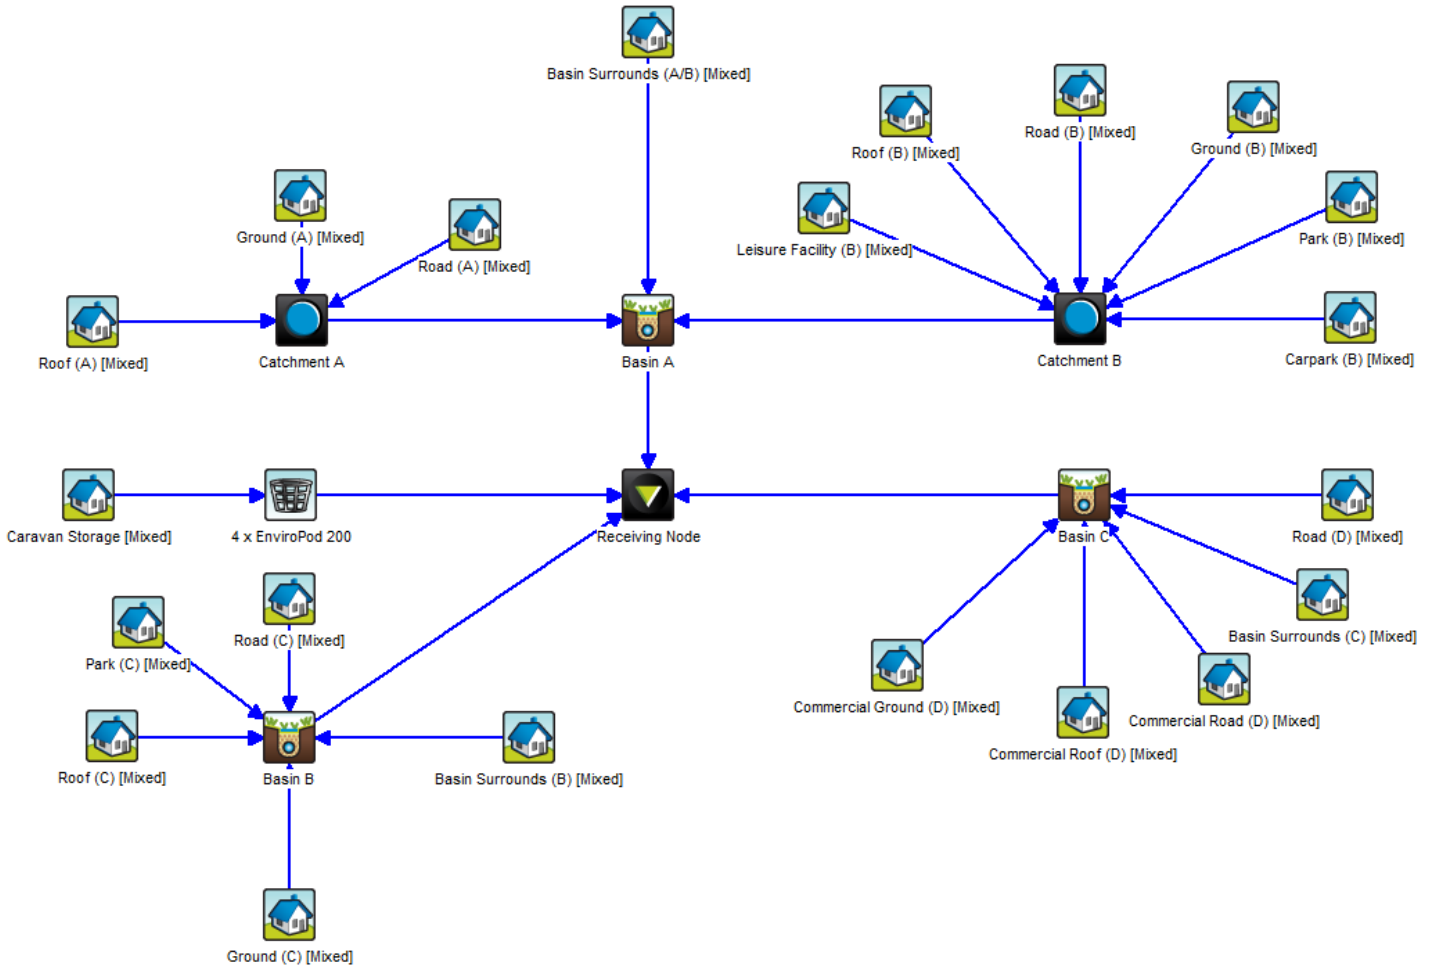 Basin Surrounds (A/B) [Mixed]
Road (B) [Mixed]
Roof (B) [Mixed]
Ground (B) [Mixed]
Ground (A) [Mixed]
Park (B) [Mixed]
Leisure Facility (B) [Mixed]
Road (A) [Mixed]
Roof (A) [Mixed]
Catchment A
Basin A
Catchment B
Carpark (B) [Mixed]
Caravan Storage [Mixed]
4 x EnviroPod 200
Receiving Node
Basin C
Road (D) [Mixed]
Road (C) [Mixed]
Basin Surrounds (C) [Mixed]
Park (C) [Mixed]
Commercial Ground (D) [Mixed]
Commercial Road (D) [Mixed]
Commercial Roof (D) [Mixed]
Roof (C) [Mixed]
Basin B
Basin Surrounds (B) [Mixed]
Ground (C) [Mixed]